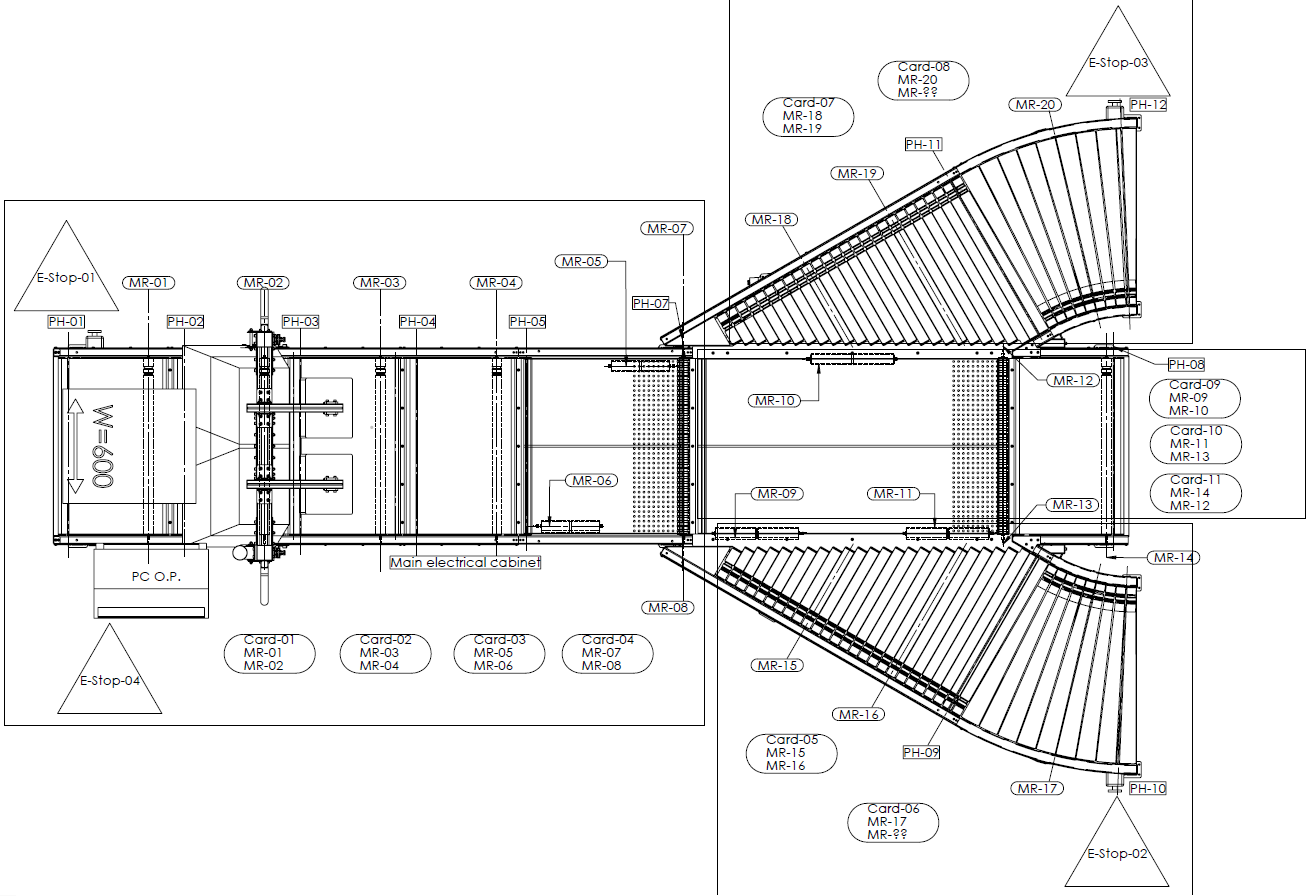 E-Stop-03
Card-08
MR-20
MR-??
Card-07
MR-18
MR-19
MR-20
PH-12
PH-11
MR-19
MR-18
MR-07
MR-05
E-Stop-01
MR-01
MR-02
MR-03
MR-04
PH-07
PH-01
PH-02
PH-03
PH-04
PH-05
PH-08
MR-12
Card-09
MR-09
MR-10
MR-10
W=600
Card-10
MR-11
MR-13
MR-06
MR-09
MR-11
Card-11
MR-14
MR-12
MR-13
Main electrical cabinet
MR-14
PC O.P.
MR-08
Card-01
MR-01
MR-02
Card-02
MR-03
MR-04
Card-03
MR-05
MR-06
Card-04
MR-07
MR-08
E-Stop-04
MR-15
MR-16
Card-05
MR-15
MR-16
PH-09
MR-17
PH-10
Card-06
MR-17
MR-??
E-Stop-02